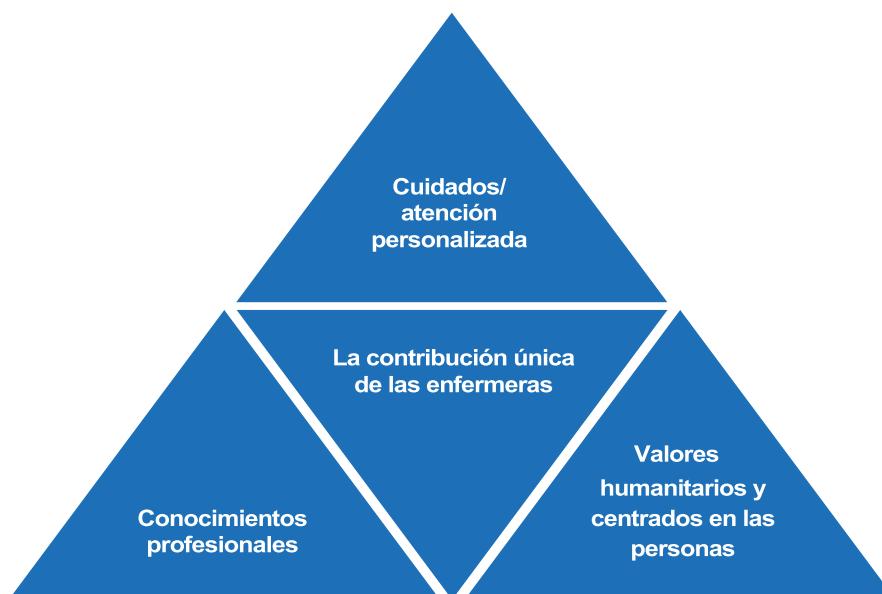 Cuidados/
atención
personalizada
La contribución única
de las enfermeras
Conocimientos
profesionales
Valores
humanitarios y
centrados en las
personas